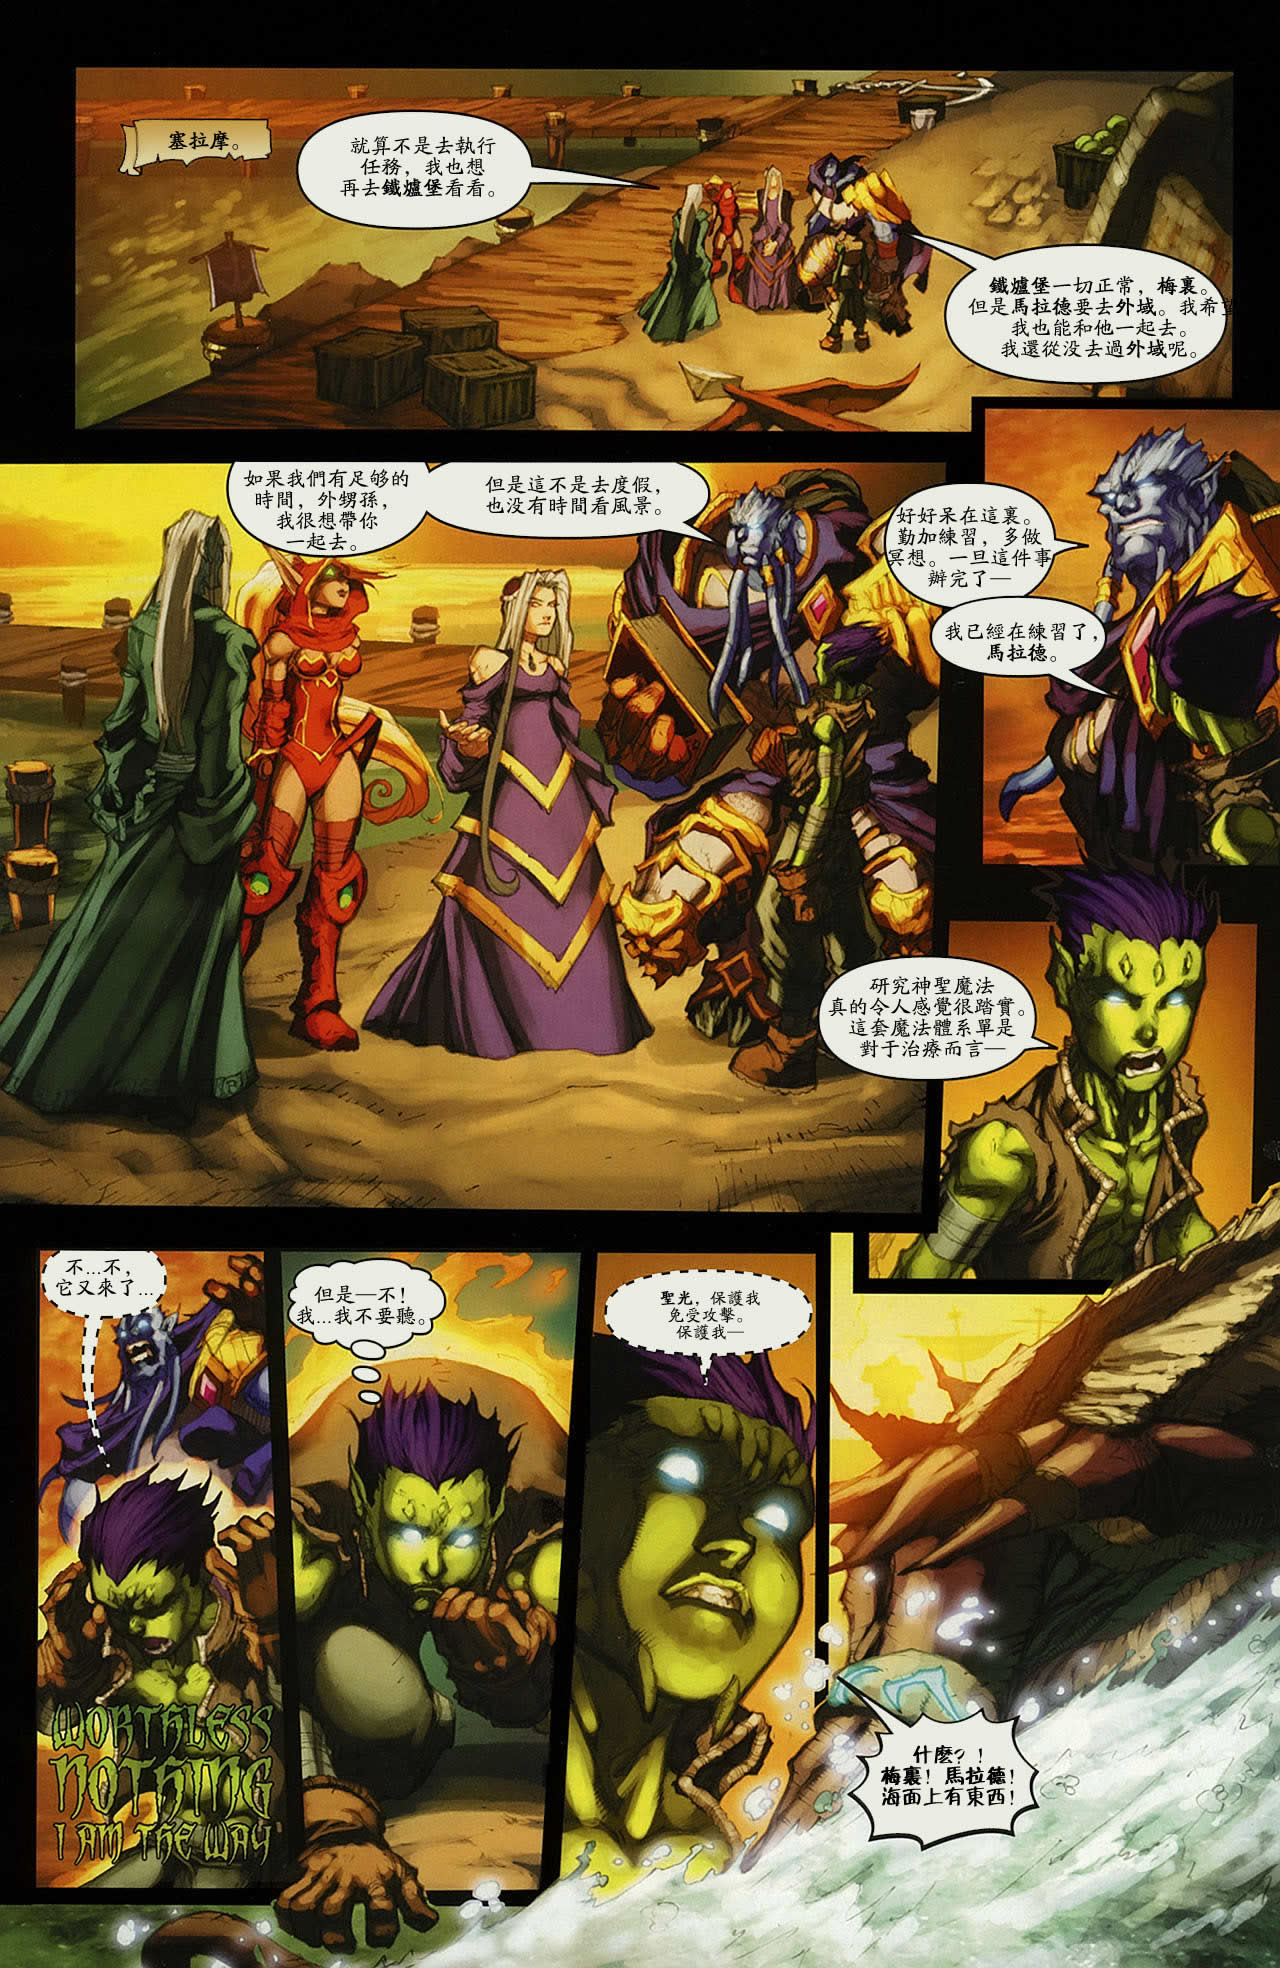 塞拉摩。
就算不是去執行
任務，我也想
再去鐵爐堡看看。
鐵爐堡一切正常，梅裏。
但是馬拉德要去外域。我希望
我也能和他一起去。
我還從没去過外域呢。
如果我們有足够的
時間，外甥孫，
我很想帶你
一起去。
但是這不是去度假，
也没有時間看風景。
好好呆在這裏。
勤加練習，多做
冥想。一旦這件事
辦完了—
我已經在練習了，
馬拉德。
研究神聖魔法
真的令人感覺很踏實。
這套魔法體系單是
對于治療而言—
不…不，
它又來了…
WORTHLESS
NOTHING
I AM THE WAY
但是—不！
我…我不要聽。
聖光，保護我
免受攻擊。
保護我—
什麼？！
梅裏！馬拉德！
海面上有東西！